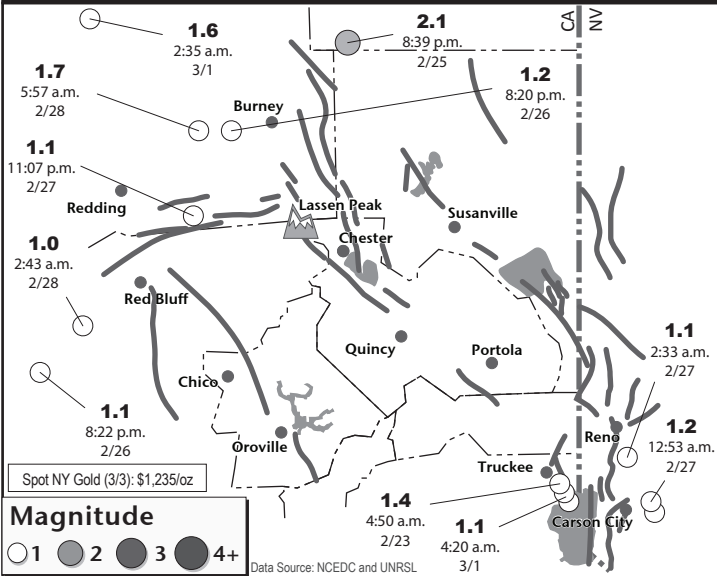 1.6
2:35 a.m.
3/1
2.1
8:39 p.m.
2/25
CA
NV
1.7
5:57 a.m.
2/28
1.2
8:20 p.m.
2/26
Burney
1.1
11:07 p.m.
2/27
Redding
Lassen Peak
Susanville
Chester
1.0
2:43 a.m.
2/28
Red Bluff
Quincy
Portola
1.1
2:33 a.m.
2/27
Chico
1.1
8:22 p.m.
2/26
Oroville
Reno
1.2
12:53 a.m.
2/27
Truckee
Spot NY Gold (3/3): $1,235/oz
1.4
4:50 a.m.
2/23
1.1
4:20 a.m.
3/1
Carson City
Magnitude
1 2 3 4+
Data Source: NCEDC and UNRSL